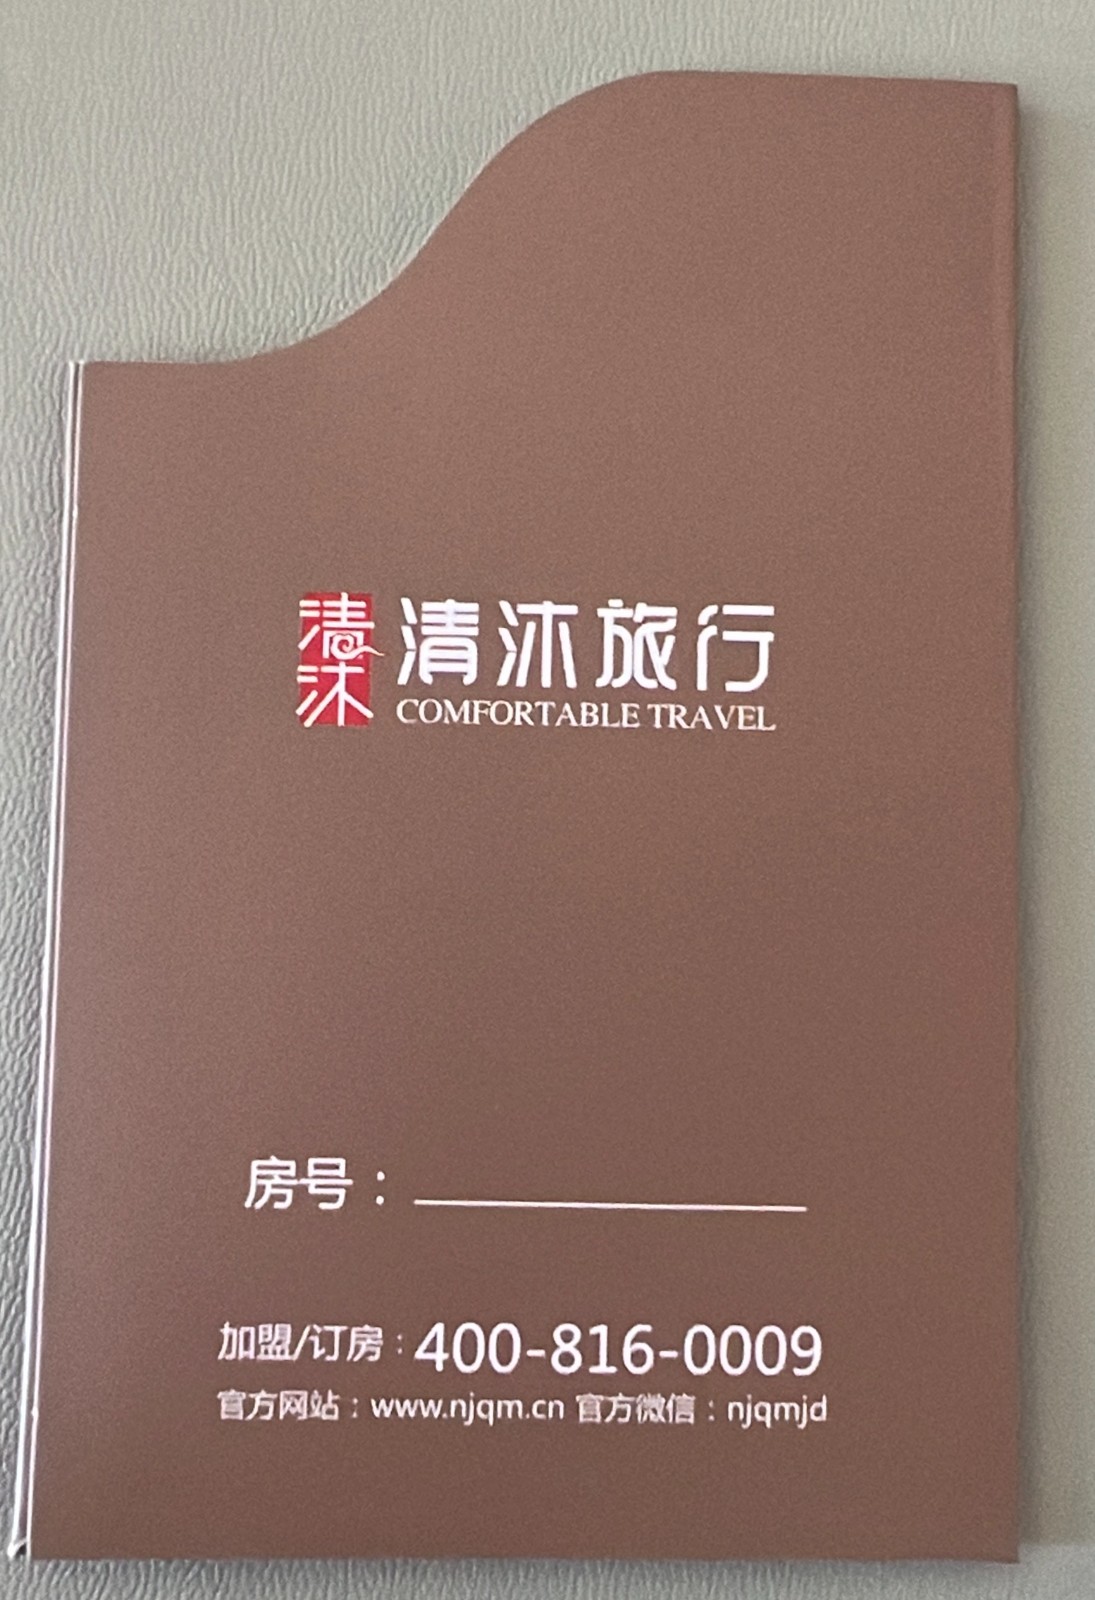 清沐
清沐旅行
COMFORTABLE TRAVEL
房号：
加盟/订房：400-816-0009
官方网站：www.njqm.cn 官方微信：njqmjd